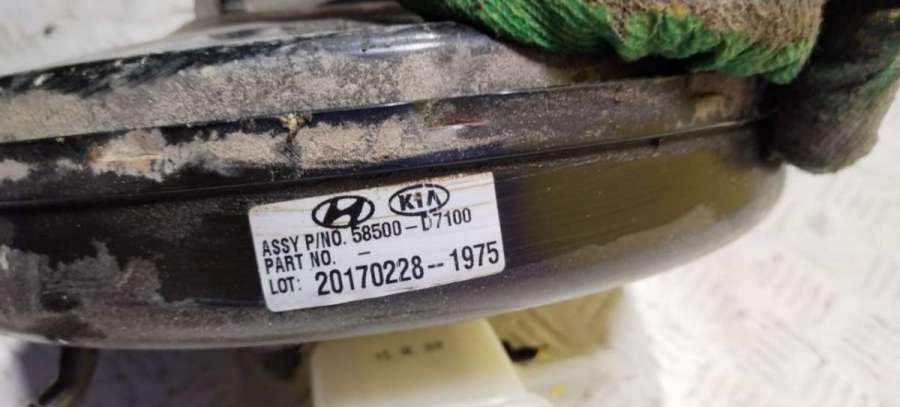 KIA
ASSY P/NO. 58500-D7100
PART NO. -
LOT: 20170228--1975